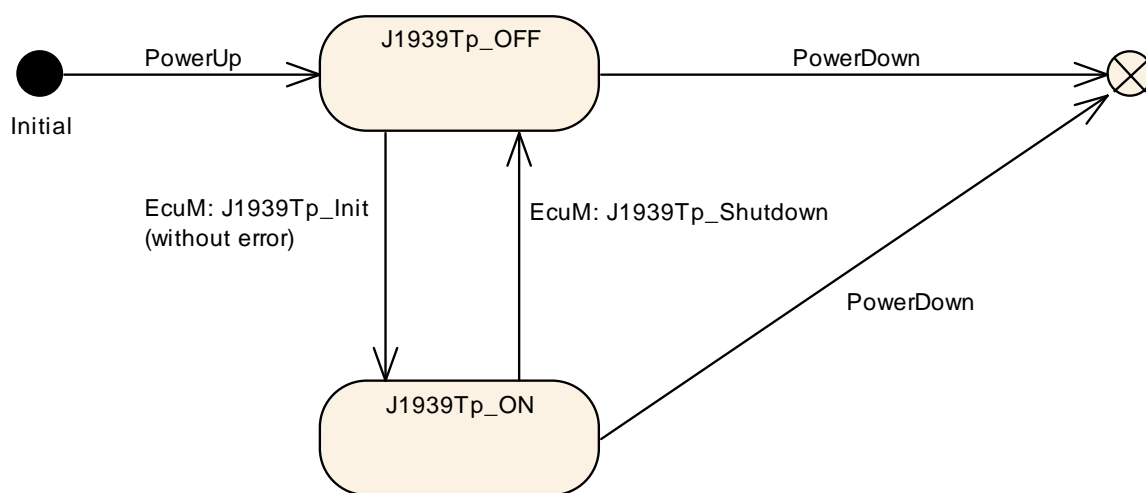 J1939Tp_OFF
PowerUp
PowerDown
Initial
EcuM: J1939Tp_Init
(without error)
EcuM: J1939Tp_Shutdown
PowerDown
J1939Tp_ON